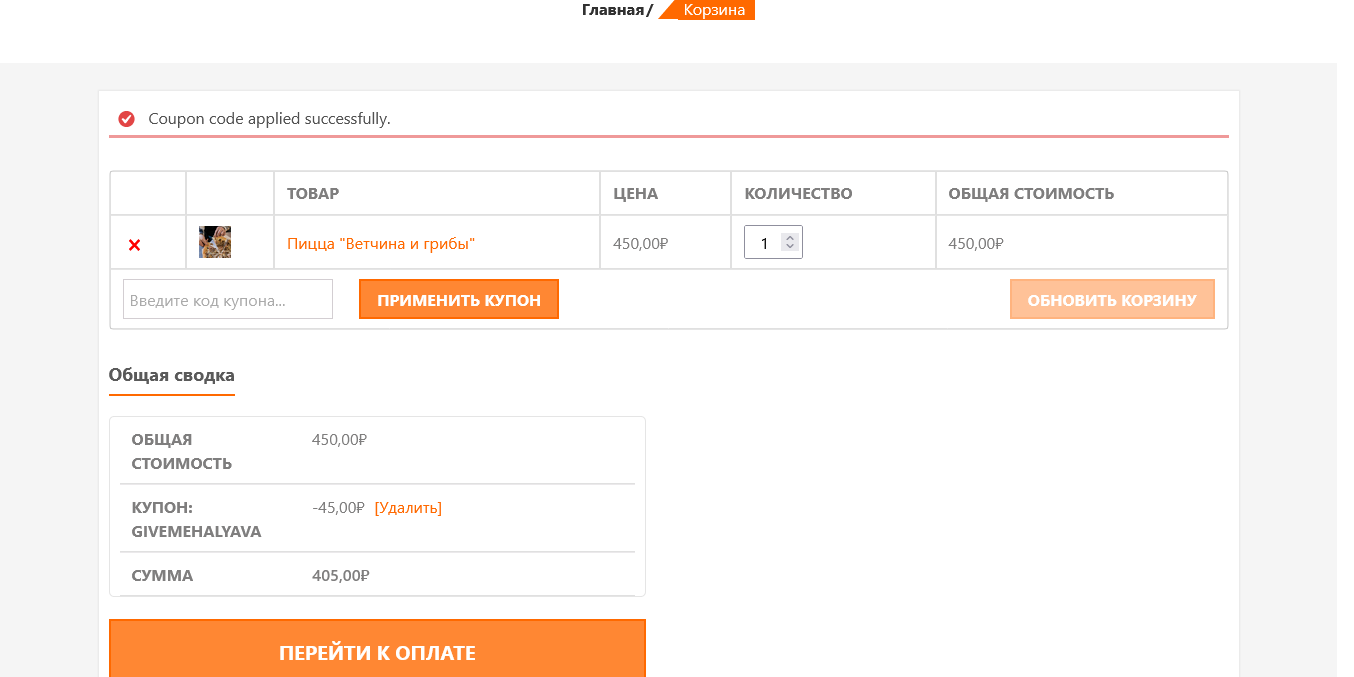 Главная/ Корзина
Coupon code applied successfully.
ТОВАР ЦЕНА КОЛИЧЕСТВО ОБЩАЯ СТОИМОСТЬ
Пицца "Ветчина и грибы" 450,00₽ 1 450,00₽
Введите код купона... ПРИМЕНИТЬ КУПОН ОБНОВИТЬ КОРЗИНУ
Общая сводка
ОБЩАЯ 450,00₽
СТОИМОСТЬ
КУПОН: -45,00₽ [Удалить]
GIVEMEHALYAVA
СУММА 405,00₽
ПЕРЕЙТИ К ОПЛАТЕ